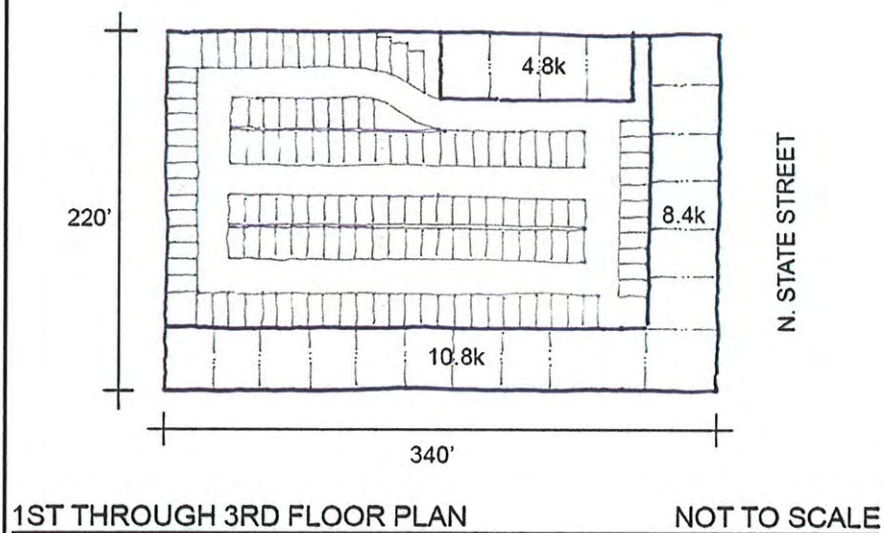 4.8k
220'
8.4k
N. STATE STREET
10.8k
340'
1ST THROUGH 3RD FLOOR PLAN NOT TO SCALE